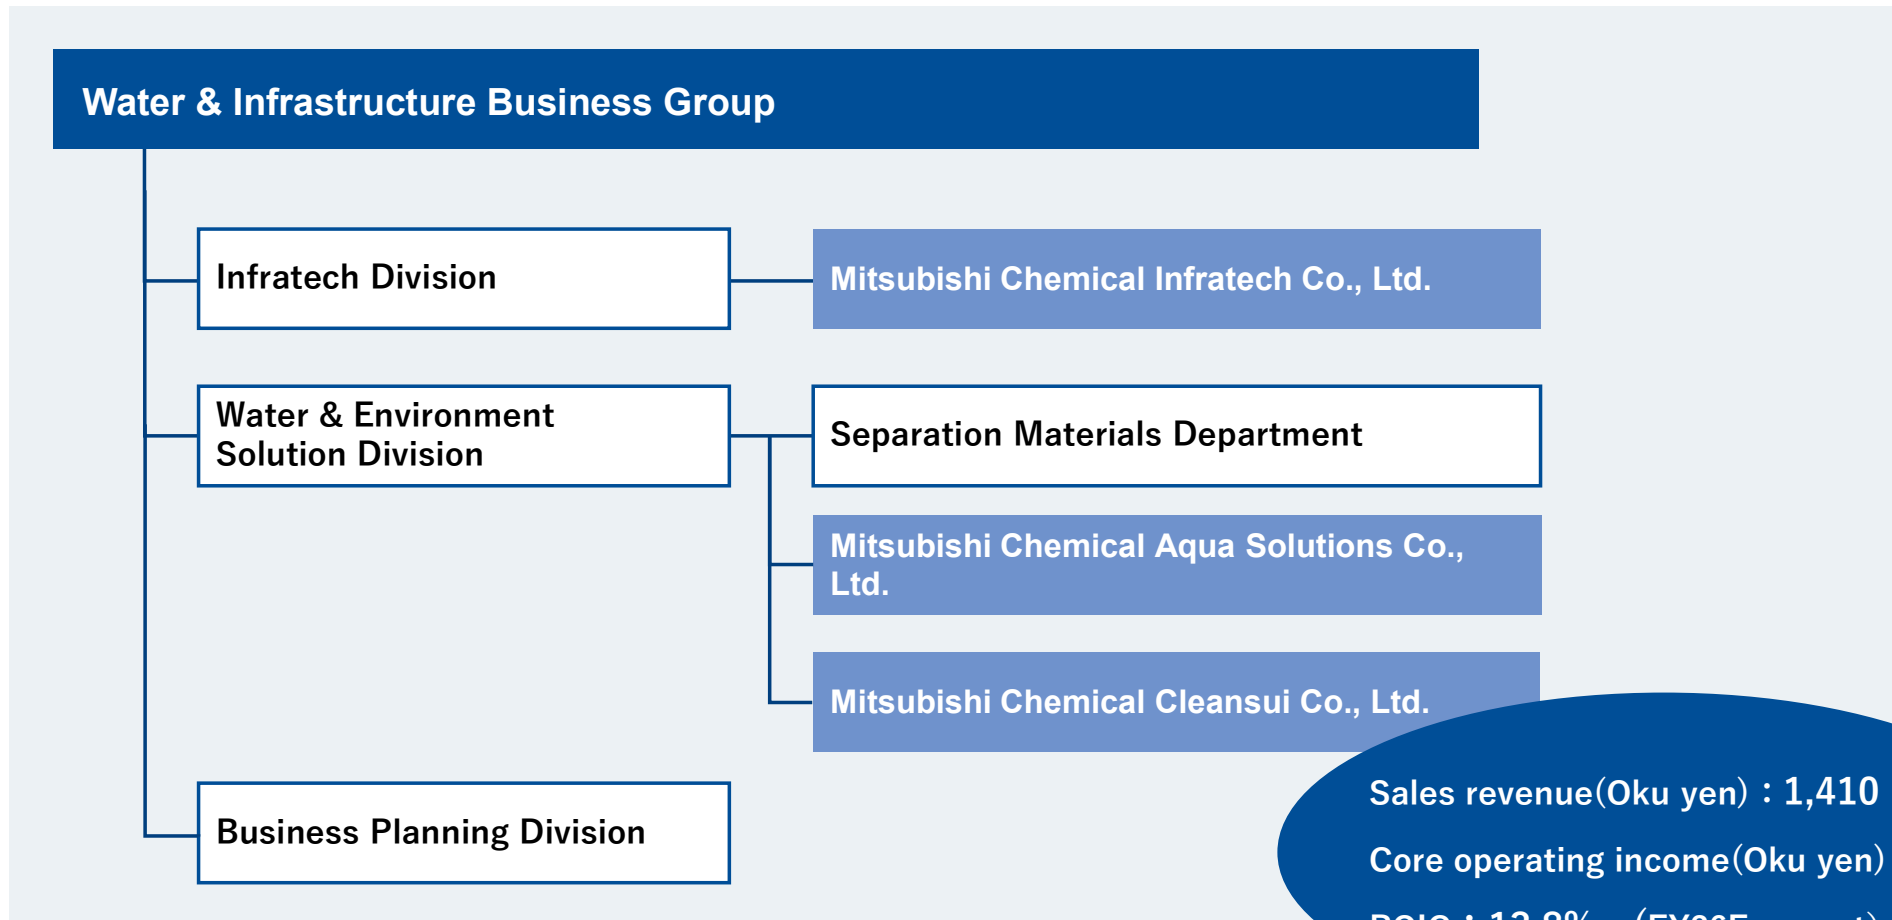 Water & Infrastructure Business Group
Infratech Division
Mitsubishi Chemical Infratech Co., Ltd.
Water & Environment
Solution Division
Separation Materials Department
Mitsubishi Chemical Aqua Solutions Co.,
Ltd.
Mitsubishi Chemical Cleansui Co., Ltd.
Business Planning Division
Sales revenue(Oku yen)：1,410
Core operating income(Oku yen)